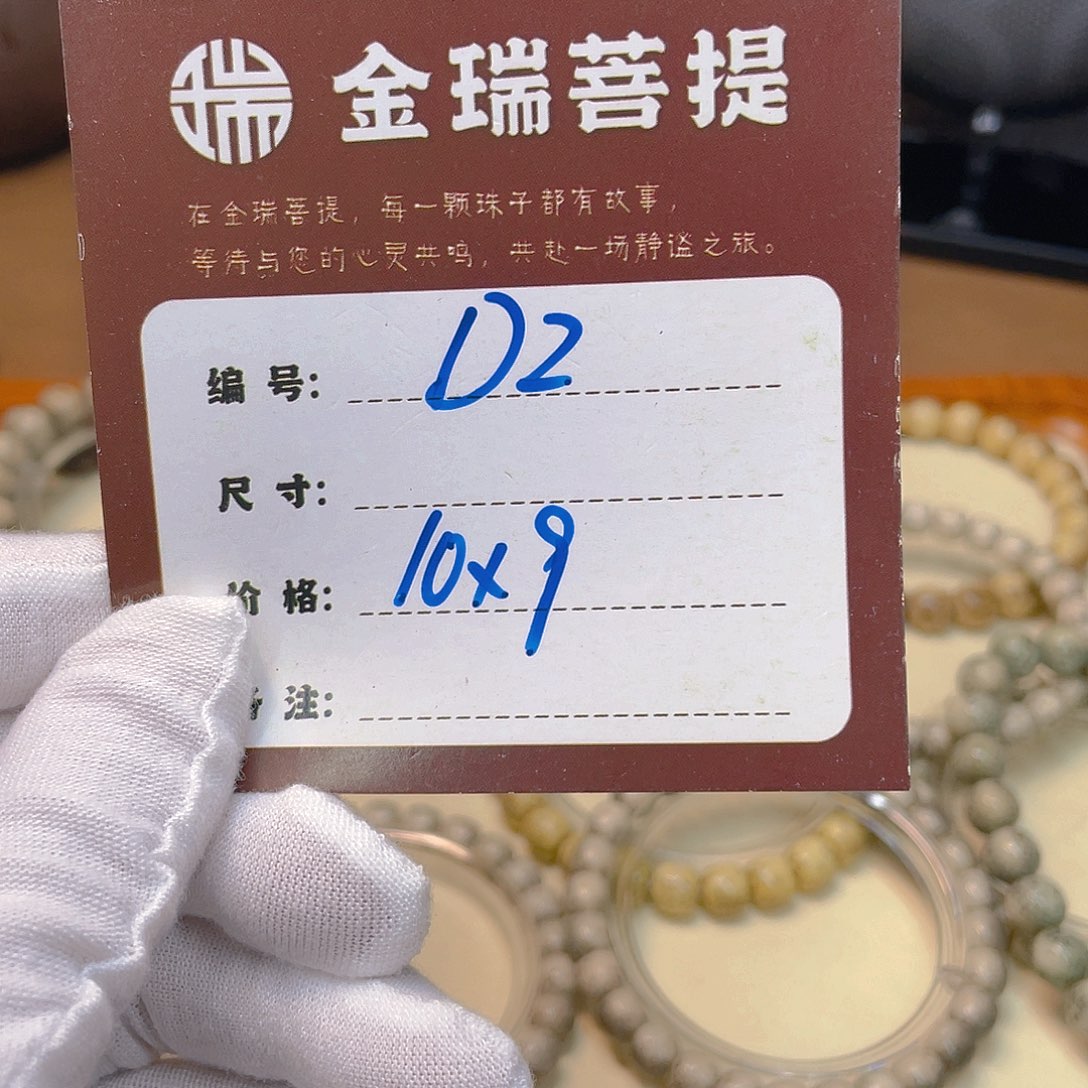 瑞 金瑞菩提
在金瑞菩提，每一颗珠子都有故事，
等待与您的心灵共鸣，共赴一场静谧之旅。
编 号: D2
尺 寸:
价 格: 10x9
注: